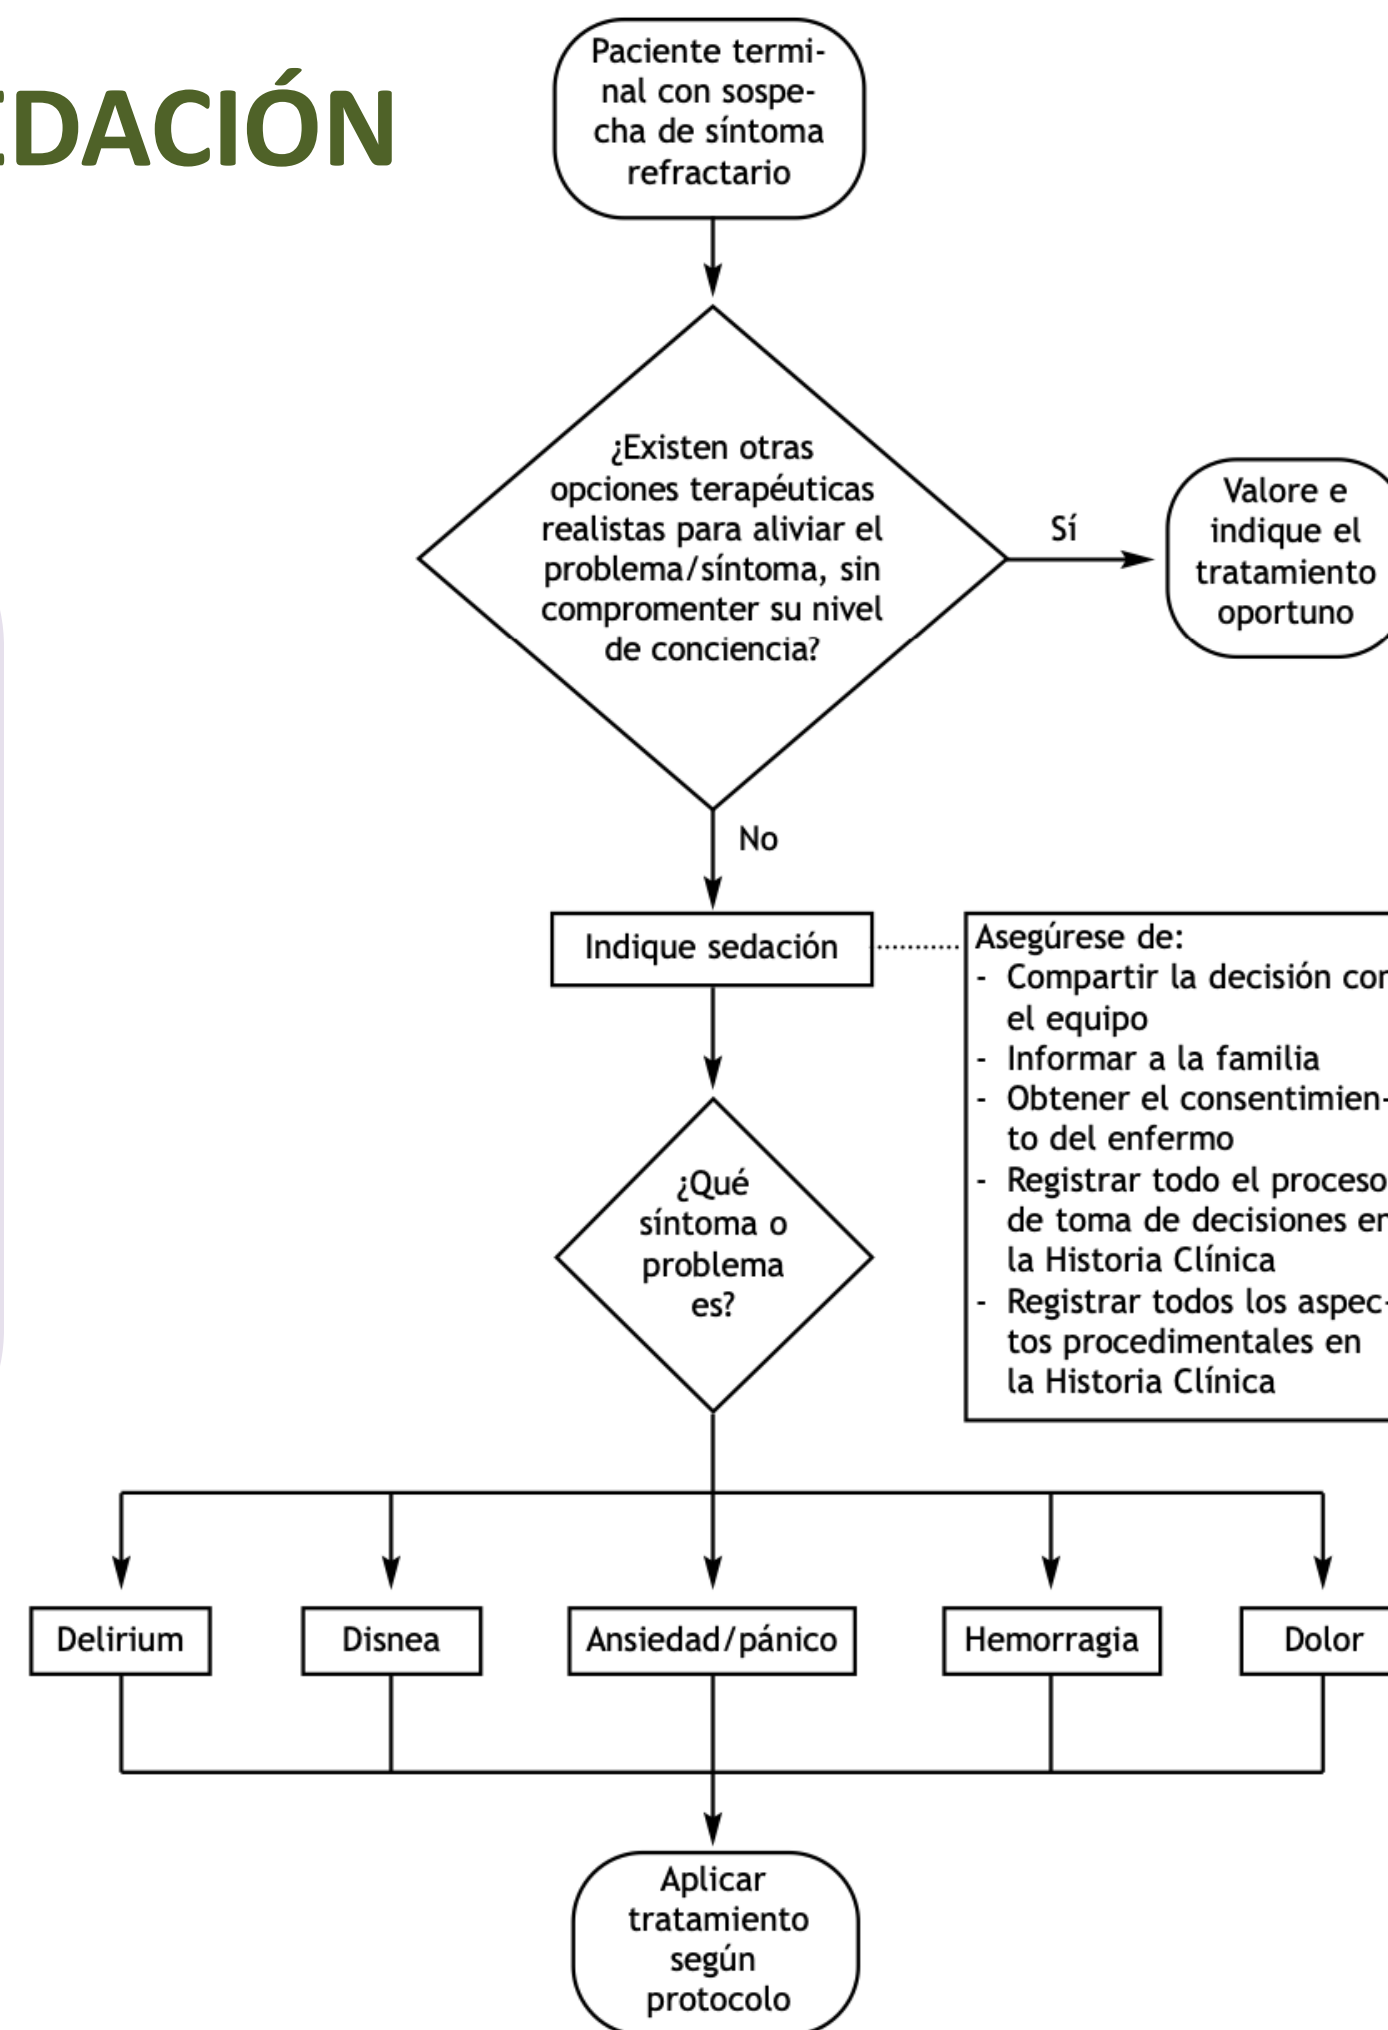 EDACIÓN
Paciente termi-
nal con sospe-
cha de síntoma
refractario
¿Existen otras
opciones terapéuticas
realistas para aliviar el
problema/síntoma, sin
compromenter su nivel
de conciencia?
Sí
Valore e
indique el
tratamiento
oportuno
No
Indique sedación
Asegúrese de:
- Compartir la decisión con
el equipo
- Informar a la familia
- Obtener el consentimien-
to del enfermo
- Registrar todo el proceso
de toma de decisiones en
la Historia Clínica
- Registrar todos los aspec-
tos procedimentales en
la Historia Clínica
¿Qué
síntoma o
problema
es?
Delirium
Disnea
Ansiedad/pánico
Hemorragia
Dolor
Aplicar
tratamiento
según
protocolo